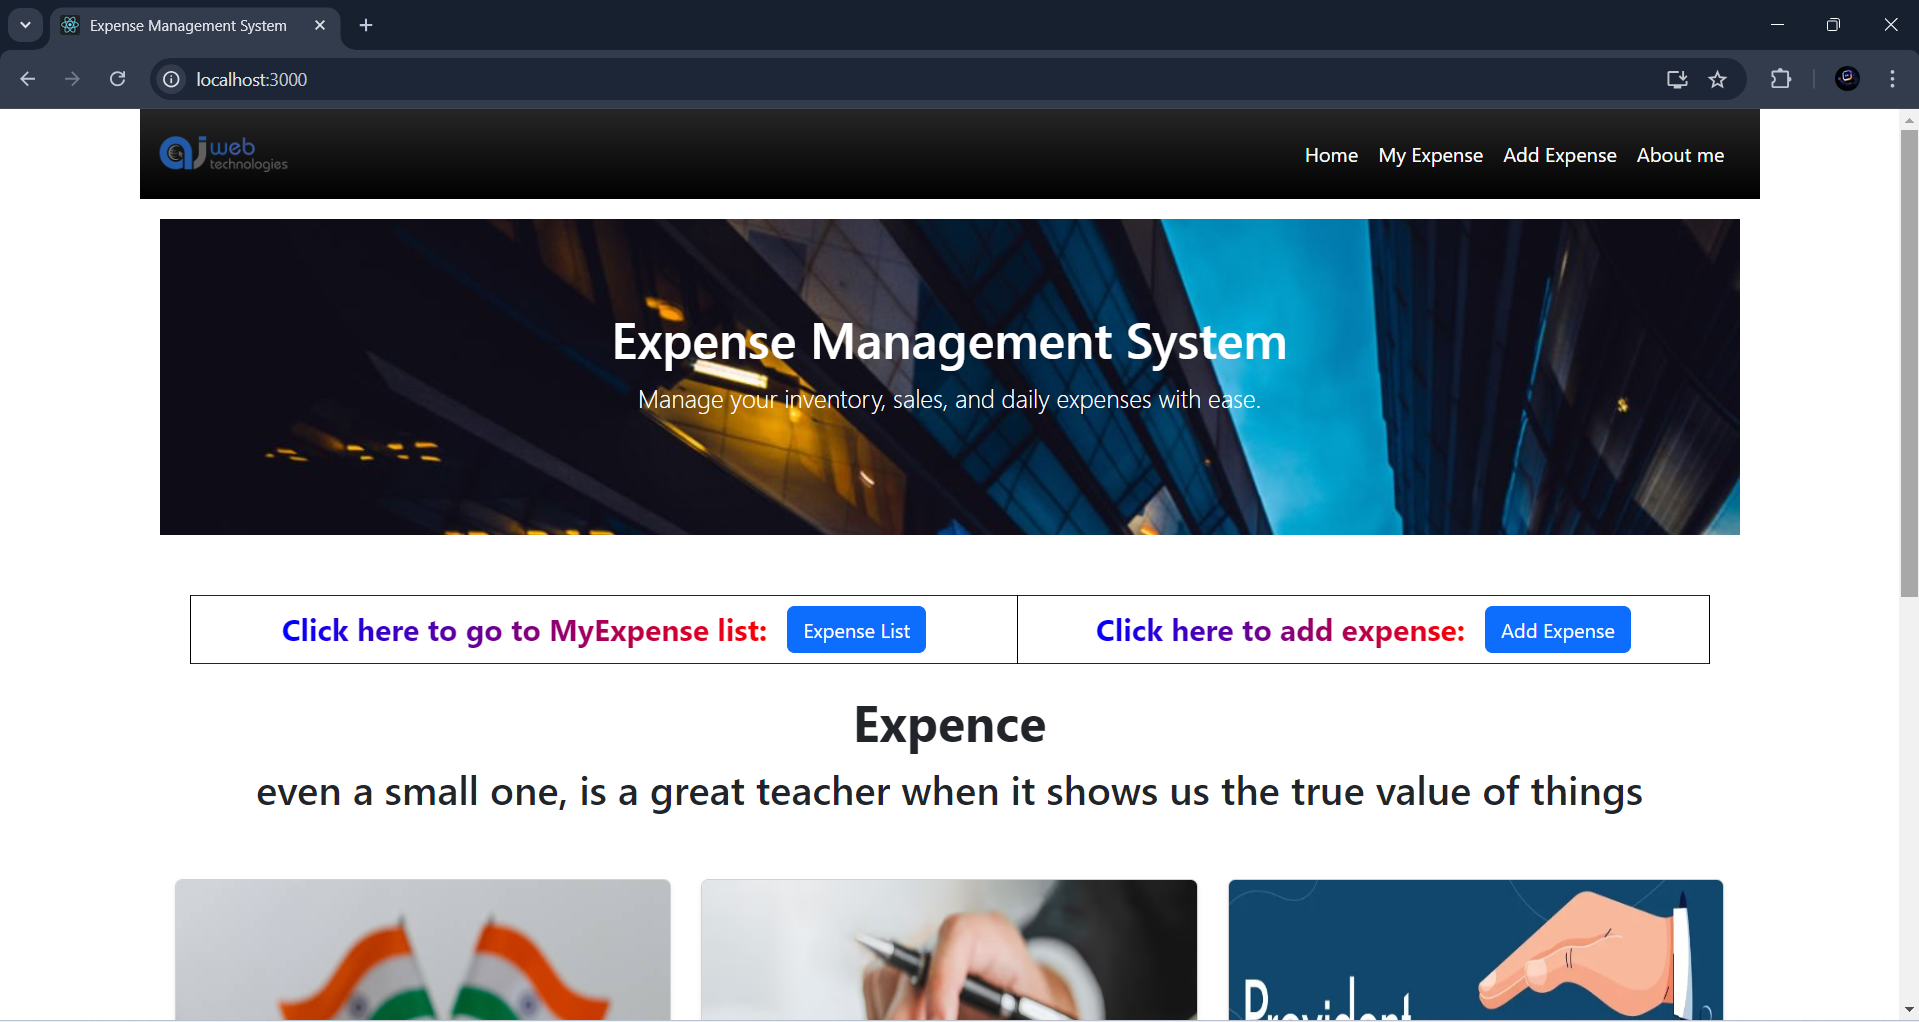 Expense Management System
localhost:3000
aj web
technologies
Home My Expense Add Expense About me
Expense Management System
Manage your inventory, sales, and daily expenses with ease.
Click here to go to MyExpense list: Expense List
Click here to add expense: Add Expense
Expence
even a small one, is a great teacher when it shows us the true value of things
Provident